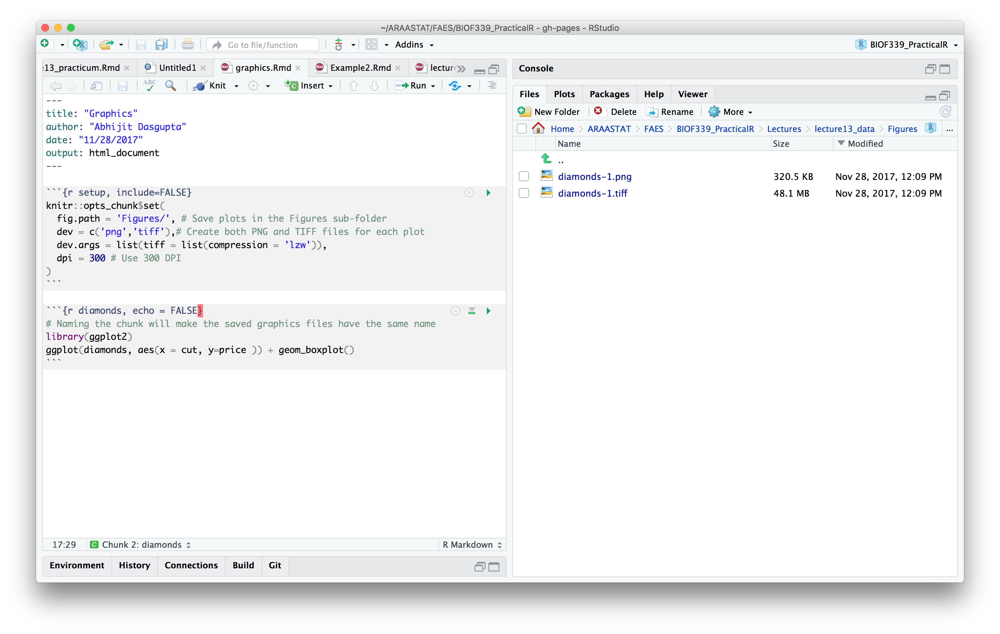 ~/ARAASTAT/FAES/BIOF339_PracticalR - gh-pages - RStudio
Go to file/function
Addins
BIOF339_PracticalR
e13_practicum.Rmd
Untitled1
graphics.Rmd
Example2.Rmd
lectur
ABC
Knit
Insert
Run
---
title: "Graphics"
author: "Abhijit Dasgupta"
date: "11/28/2017"
output: html_document
---
```{r setup, include=FALSE}
knitr::opts_chunk$set(
  fig.path = 'Figures/', # Save plots in the Figures sub-folder
  dev = c('png','tiff'),# Create both PNG and TIFF files for each plot
  dev.args = list(tiff = list(compression = 'lzw')),
  dpi = 300 # Use 300 DPI
)
```
```{r diamonds, echo = FALSE}
# Naming the chunk will make the saved graphics files have the same name
library(ggplot2)
ggplot(diamonds, aes(x = cut, y=price )) + geom_boxplot()
```
17:29 C Chunk 2: diamonds R Markdown
Environment History Connections Build Git
Console
Files Plots Packages Help Viewer
New Folder Delete Rename More
Home > ARAASTAT > FAES > BIOF339_PracticalR > Lectures > lecture13_data > Figures R ...
Name Size Modified
..
diamonds-1.png 320.5 KB Nov 28, 2017, 12:09 PM
diamonds-1.tiff 48.1 MB Nov 28, 2017, 12:09 PM